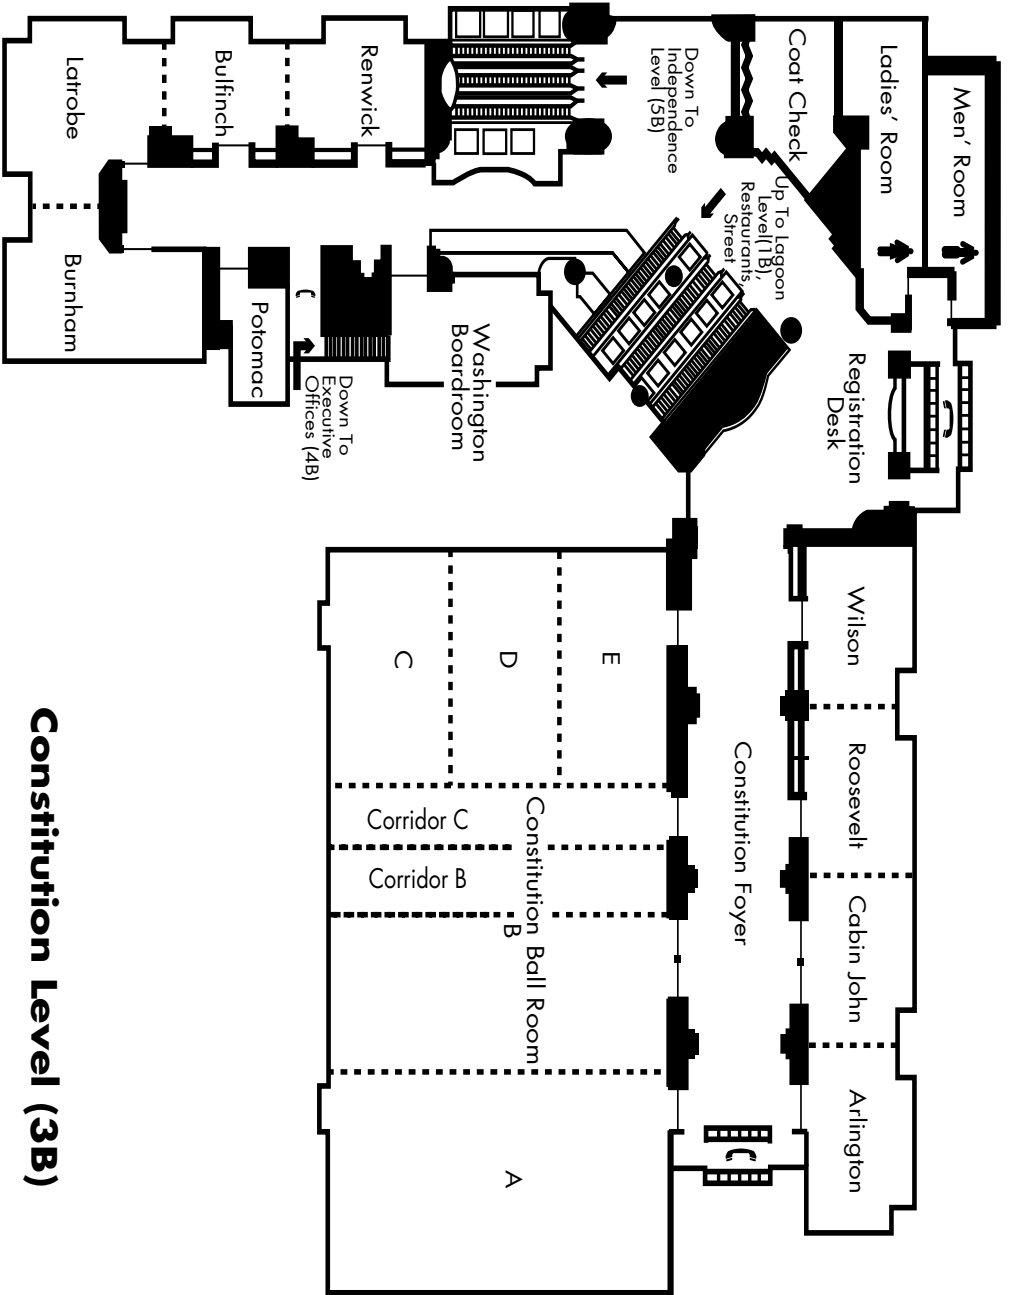 Men' Room
Ladies' Room
Coat Check
Down To
Independence
Level (5B)
Up To Lagoon
Level(1B),
Restaurants,
Street
Renwick
Bulfinch
Latrobe
Burnham
Potomac
Down To
Executive
Offices (4B)
Washington
Boardroom
Registration
Desk
Wilson
Roosevelt
Cabin John
Arlington
Constitution Foyer
E
D
C
Corridor C
Corridor B
Constitution Ball Room
B
A
Constitution Level (3B)